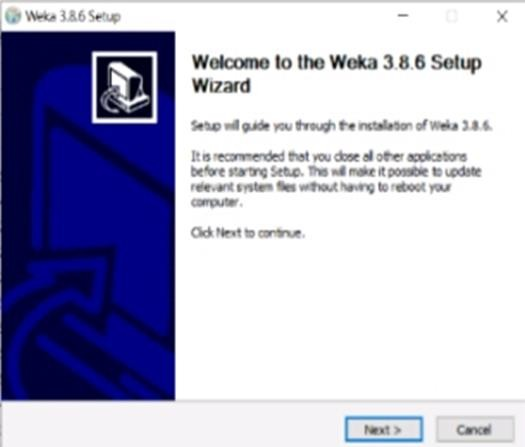 Weka 3.8.6 Setup
Welcome to the Weka 3.8.6 Setup
Wizard
Setup will guide you through the installation of Weka 3.8.6.
It is recommended that you close all other applications
before starting Setup. This will make it possible to update
relevant system files without having to reboot your
computer.
Click Next to continue.
Next >
Cancel